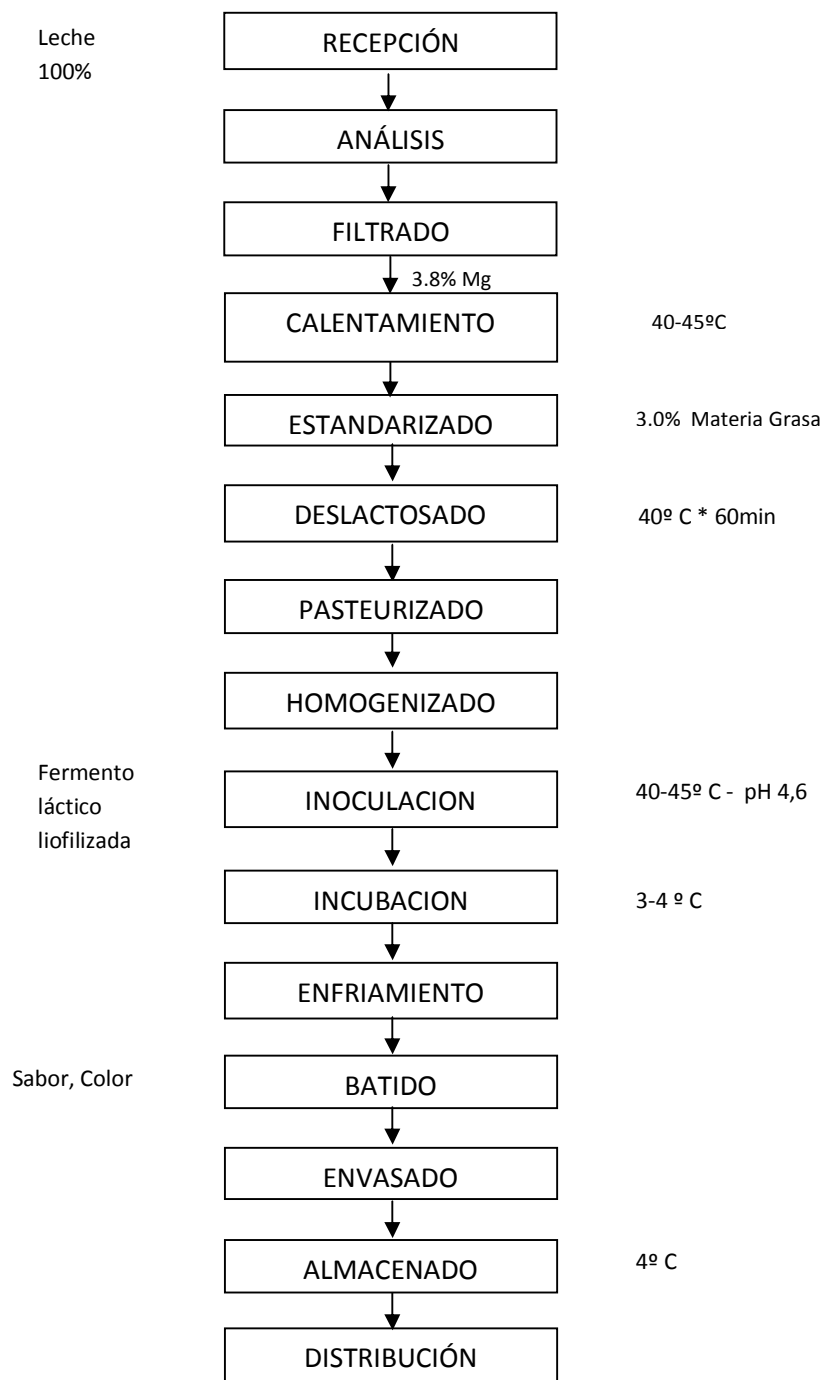 Leche
100%
RECEPCIÓN
ANÁLISIS
FILTRADO
3.8% Mg
CALENTAMIENTO
40-45ºC
ESTANDARIZADO
3.0% Materia Grasa
DESLACTOSADO
40º C * 60min
PASTEURIZADO
HOMOGENIZADO
Fermento
láctico
liofilizada
INOCULACION
40-45º C - pH 4,6
INCUBACION
3-4 º C
ENFRIAMIENTO
Sabor, Color
BATIDO
ENVASADO
ALMACENADO
4º C
DISTRIBUCIÓN